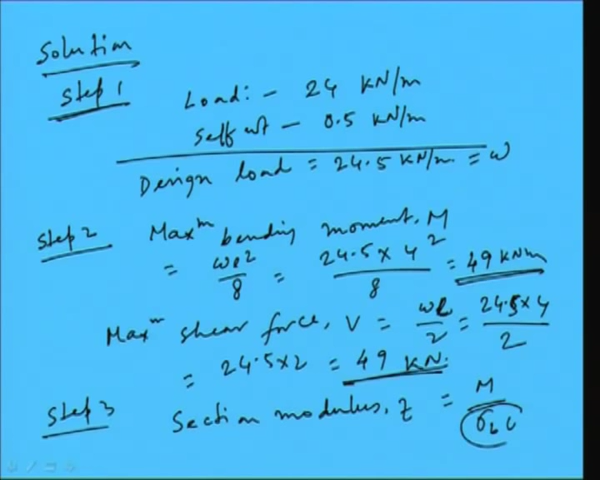 Solution
Step 1
Load: - 24 KN/m
Self wt - 0.5 KN/m
Design load = 24.5 KN/m = w
Step 2 Max^m bending moment, M
= wl²/8 = 24.5 x 4²/8 = 49 KNm
Max^m shear force, V = wl/2 = 24.5 x 4/2
= 24.5 x 2 = 49 KN.
Step 3 Section modulus, Z = M/σbc